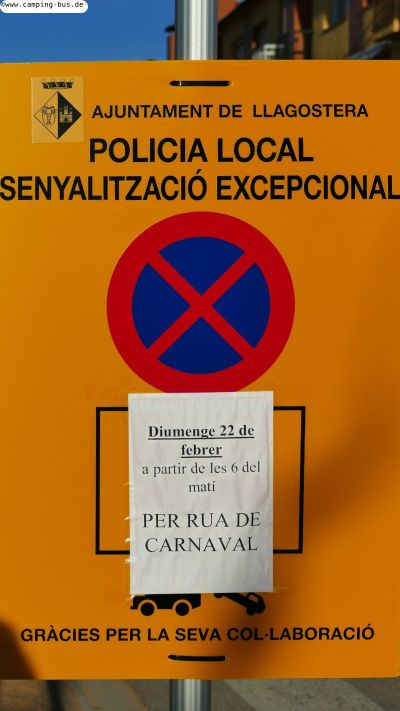 ©www.camping-bus.de
AJUNTAMENT DE LLAGOSTERA
POLICIA LOCAL
SENYALITZACIÓ EXCEPCIONAL
Diumenge 22 de
febrer
a partir de les 6 del
matí
PER RUA DE
CARNAVAL
GRÀCIES PER LA SEVA COL·LABORACIÓ